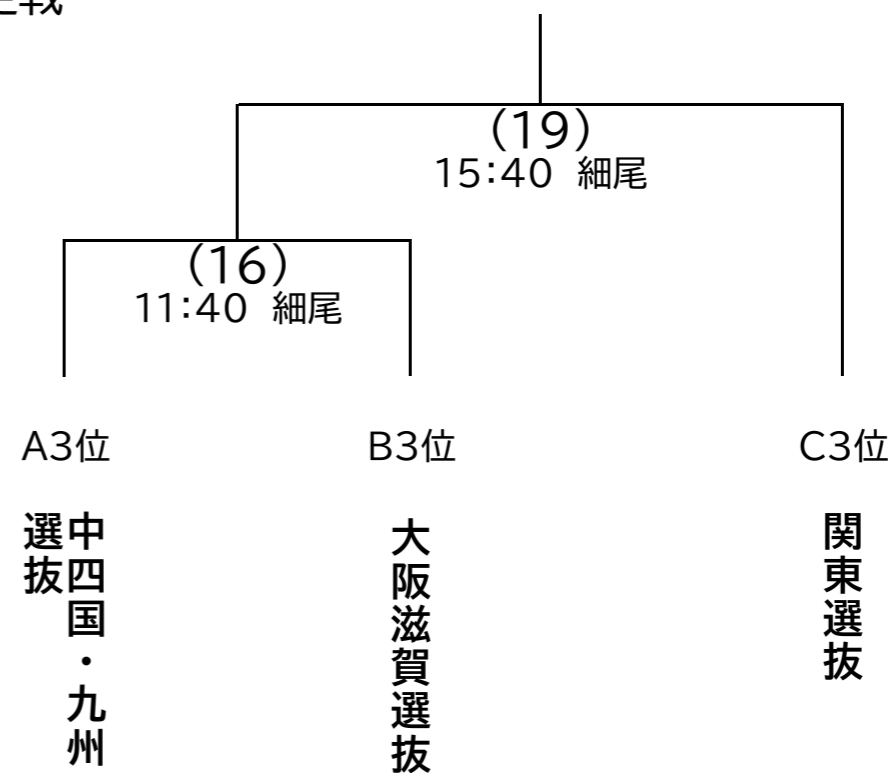 (19)
15:40 細尾
(16)
11:40 細尾
A3位
B3位
C3位
中四国・九州
選抜
大阪滋賀選抜
関東選抜